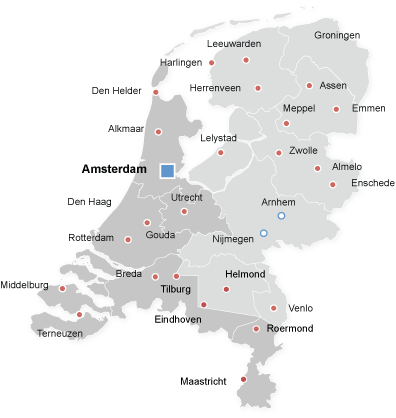 Groningen
Leeuwarden
Harlingen
Herrenveen
Assen
Den Helder
Emmen
Meppel
Alkmaar
Lelystad
Zwolle
Amsterdam
Almelo
Enschede
Utrecht
Den Haag
Arnhem
Rotterdam
Gouda
Nijmegen
Breda
Helmond
Middelburg
Tilburg
Venlo
Eindhoven
Roermond
Terneuzen
Maastricht